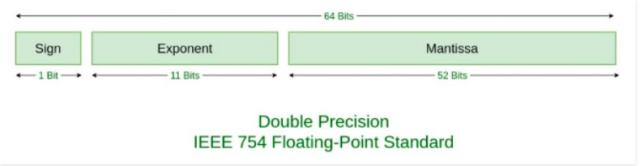 64 Bits
Sign Exponent Mantissa
1 Bit 11 Bits 52 Bits
Double Precision
IEEE 754 Floating-Point Standard